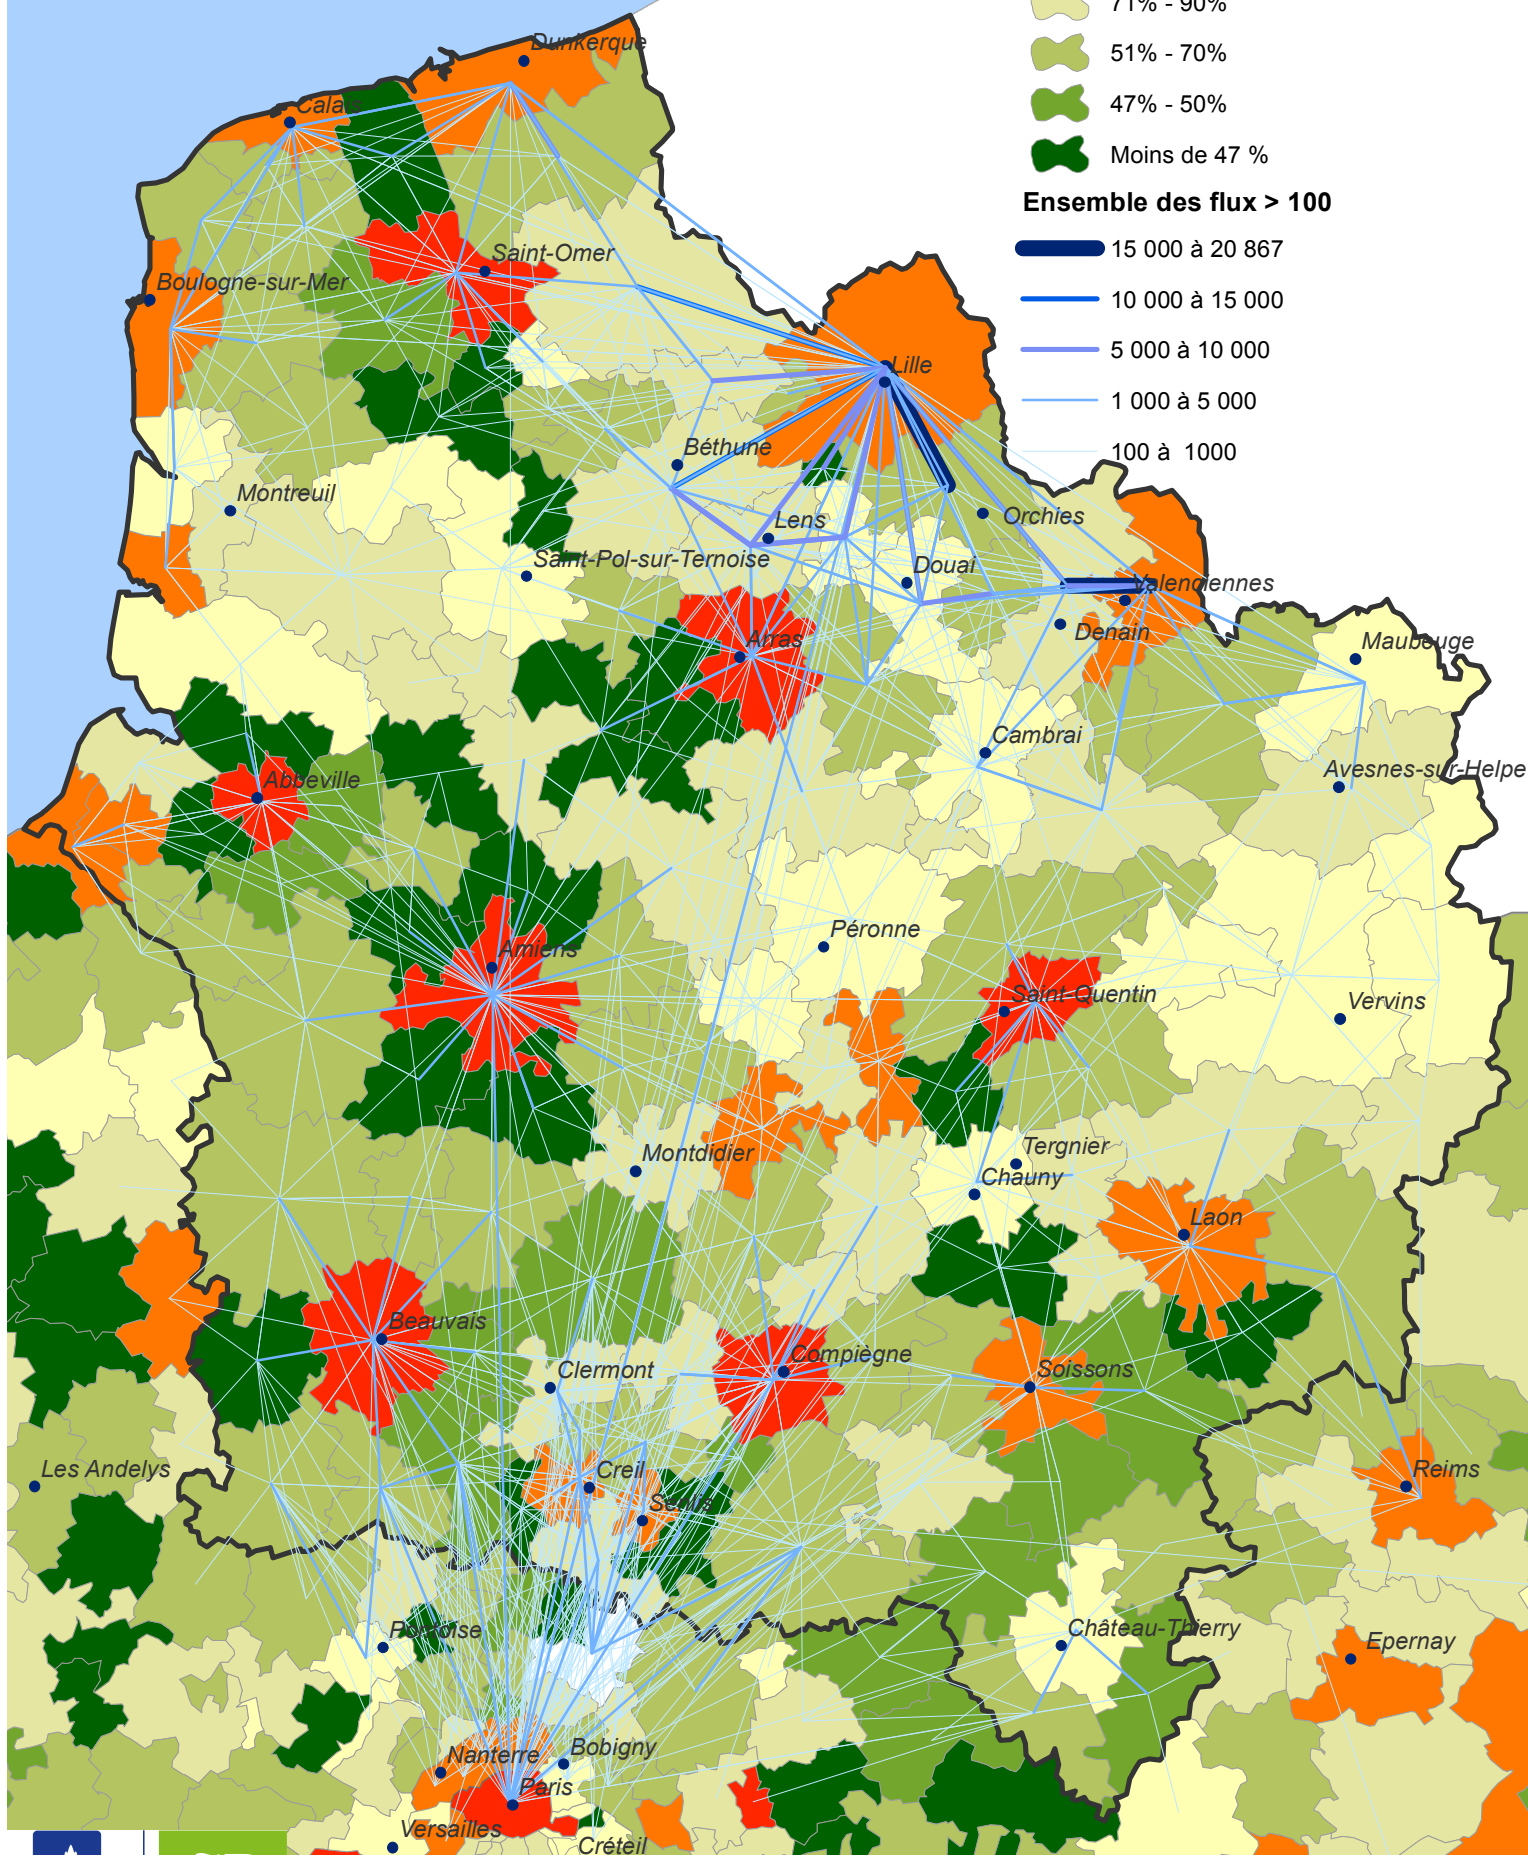 71% - 90%
51% - 70%
47% - 50%
Moins de 47 %
Ensemble des flux > 100
15 000 à 20 867
10 000 à 15 000
5 000 à 10 000
1 000 à 5 000
100 à 1000
Dunkerque
Calais
Saint-Omer
Boulogne-sur-Mer
Lille
Béthune
Montreuil
Lens
Orchies
Saint-Pol-sur-Ternoise
Douai
Valenciennes
Denain
Arras
Maubeuge
Cambrai
Avesnes-sur-Helpe
Abbeville
Péronne
Amiens
Saint-Quentin
Vervins
Montdidier
Tergnier
Chauny
Laon
Beauvais
Compiègne
Clermont
Soissons
Les Andelys
Creil
Reims
Senlis
Pontoise
Château-Thierry
Epernay
Nanterre
Bobigny
Paris
Versailles
Créteil